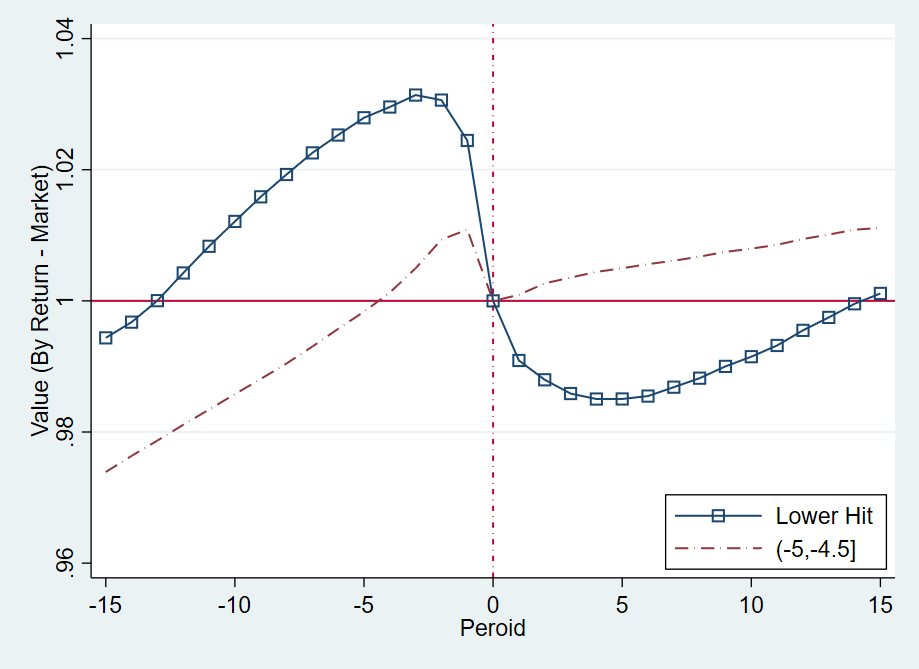 Value (By Return - Market)
1.04
1.02
1
.98
.96
-15 -10 -5 0 5 10 15
Peroid
Lower Hit
(-5,-4.5]